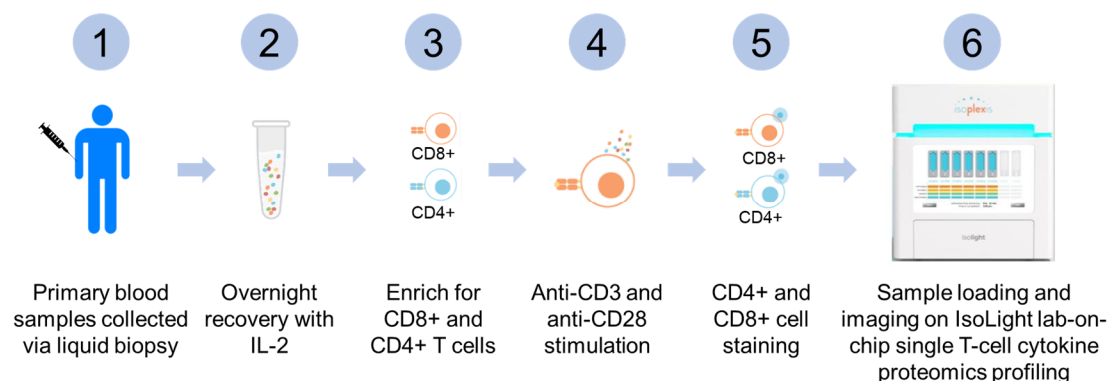 1
2
3
4
5
6
CD8+
CD4+
CD8+
CD4+
isoplexis
isolight
Primary blood
samples collected
via liquid biopsy
Overnight
recovery with
IL-2
Enrich for
CD8+ and
CD4+ T cells
Anti-CD3 and
anti-CD28
stimulation
CD4+ and
CD8+ cell
staining
Sample loading and
imaging on IsoLight lab-on-
chip single T-cell cytokine
proteomics profiling